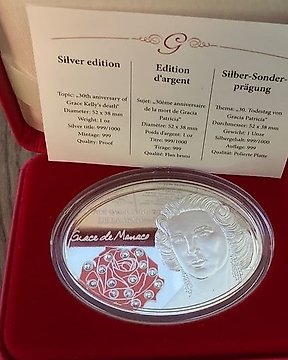 G
Silver edition
Topic: „30th anniversary of
Grace Kelly's death"
Diameter: 52 x 38 mm
Weight: 1 oz
Silver title: 999/1000
Mintage: 999
Quality: Proof
Edition
d'argent
Sujet: „30ème anniversaire
de la mort de Gracia
Patricia"
Diamètre: 52 x 38 mm
Poids d'argent: 1 oz
Titre: 999/1000
Tirage: 999
Qualité: Flan bruni
Silber-Sonder-
prägung
Thema: „30. Todestag von
Gracia Patricia"
Durchmesser: 52 x 38 mm
Gewicht: 1 Unze
Silbergehalt: 999/1000
Auflage: 999
Qualität: Polierte Platte
Grace de Monaco